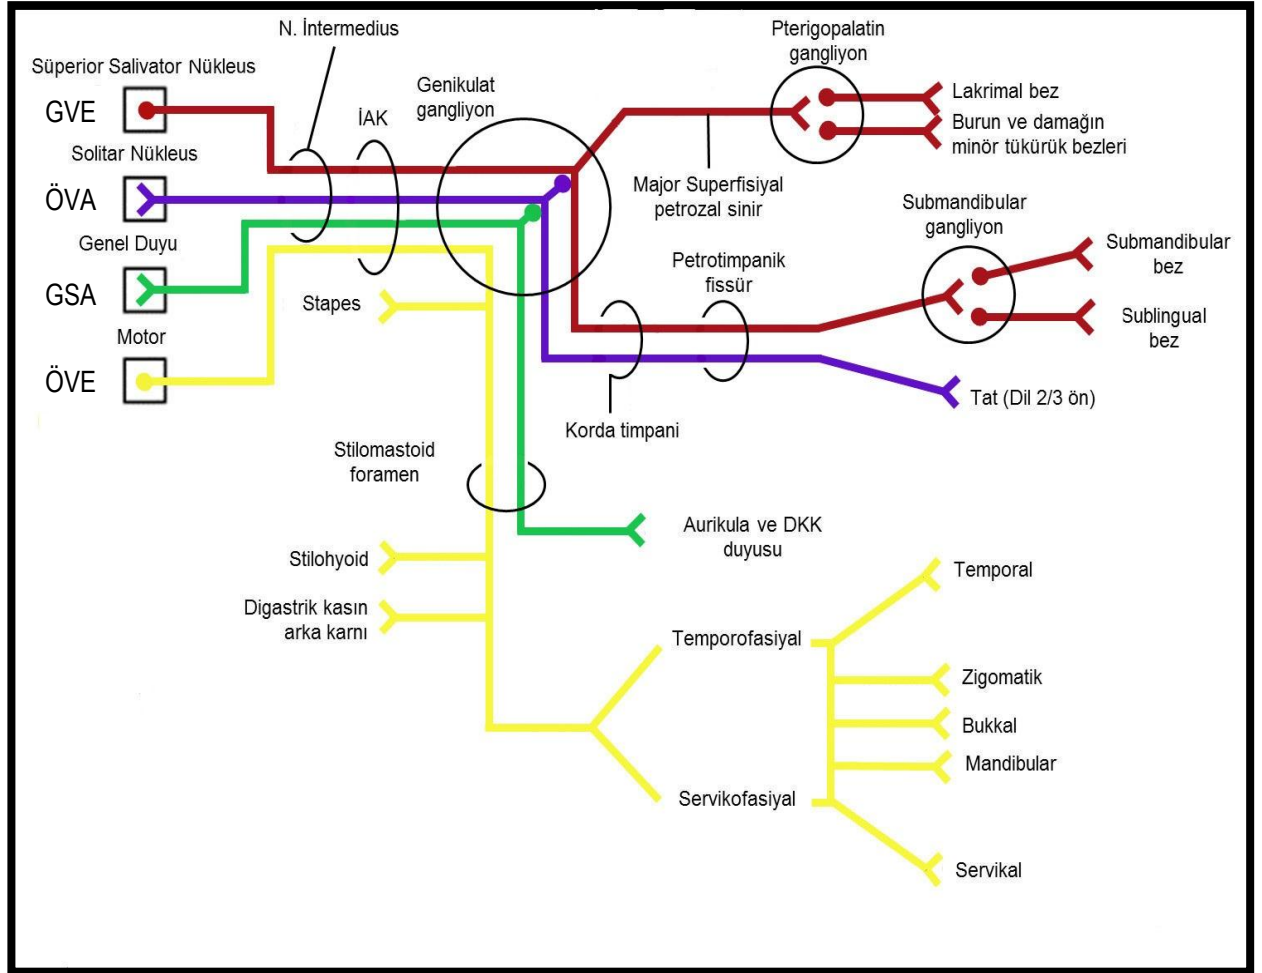 N. İntermedius
Süperior Salivator Nükleus
GVE
Solitar Nükleus
ÖVA
Genel Duyu
GSA
Motor
ÖVE
İAK
Genikulat
gangliyon
Pterigopalatin
gangliyon
Lakrimal bez
Burun ve damağın
minör tükürük bezleri
Major Superfisiyal
petrozal sinir
Submandibular
gangliyon
Submandibular
bez
Sublingual
bez
Petrotimpanik
fissür
Stapes
Tat (Dil 2/3 ön)
Korda timpani
Stilomastoid
foramen
Aurikula ve DKK
duyusu
Stilohyoid
Digastrik kasın
arka karnı
Temporofasiyal
Servikofasiyal
Temporal
Zigomatik
Bukkal
Mandibular
Servikal